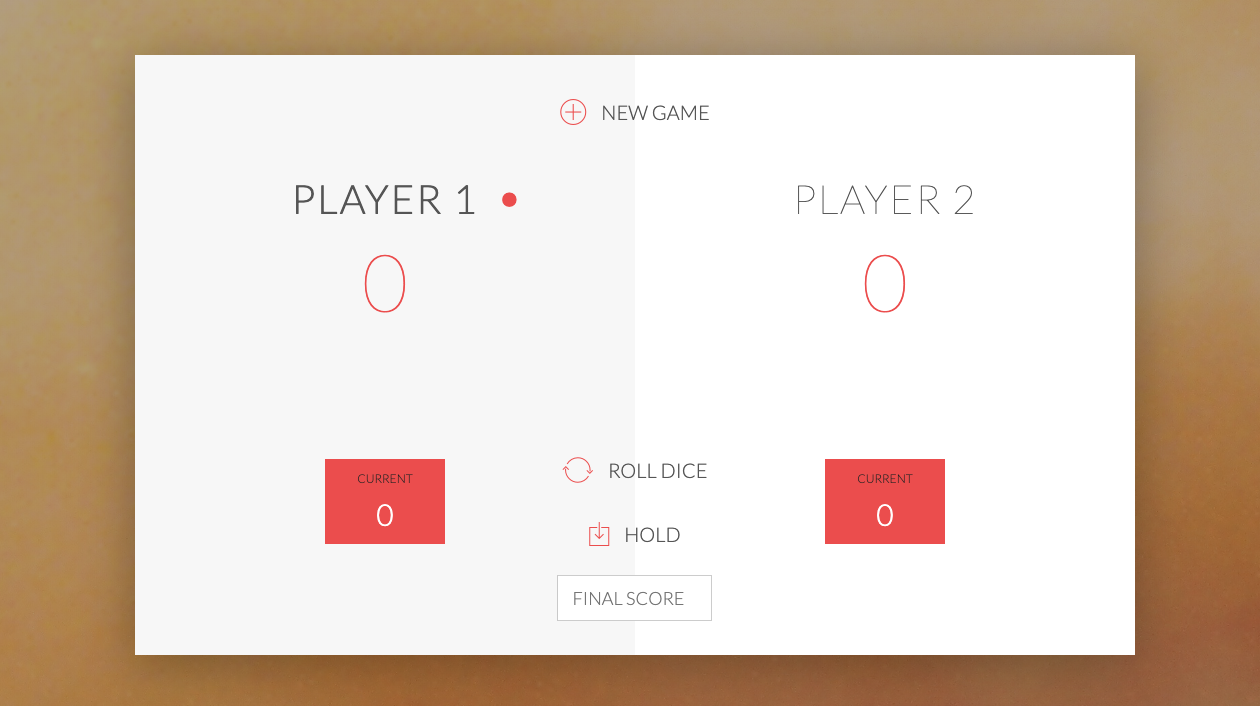 NEW GAME
PLAYER 1
PLAYER 2
0
0
CURRENT
0
ROLL DICE
CURRENT
0
HOLD
FINAL SCORE